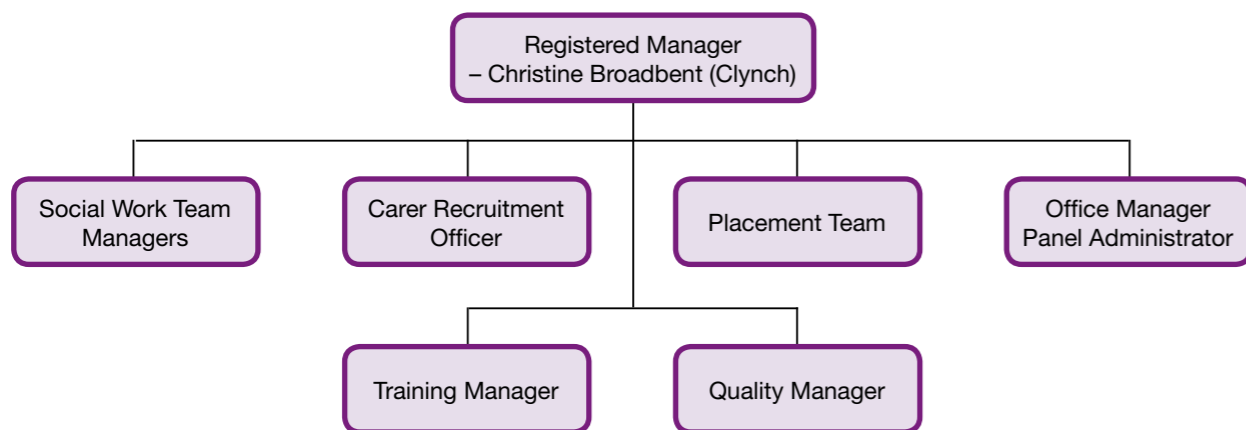 Registered Manager
– Christine Broadbent (Clynch)
Social Work Team
Managers
Carer Recruitment
Officer
Placement Team
Office Manager
Panel Administrator
Training Manager
Quality Manager